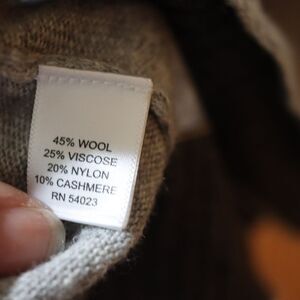 45% WOOL
25% VISCOSE
20% NYLON
10% CASHMERE
RN 54023